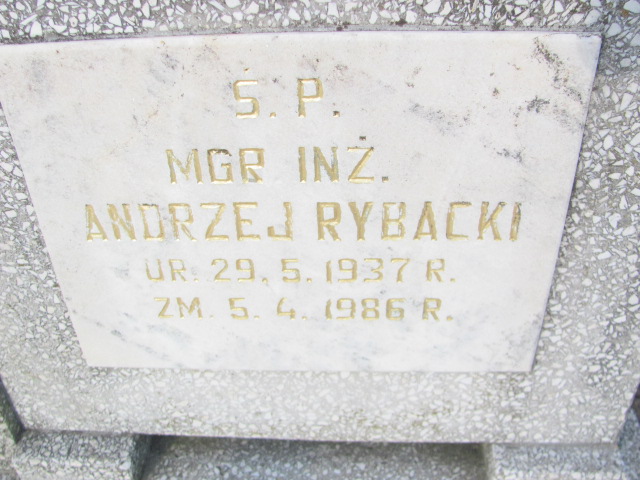 Ś. P.
MGR INŻ.
ANDRZEJ RYBACKI
UR. 29. 5. 1937 R.
ZM. 5. 4. 1986 R.